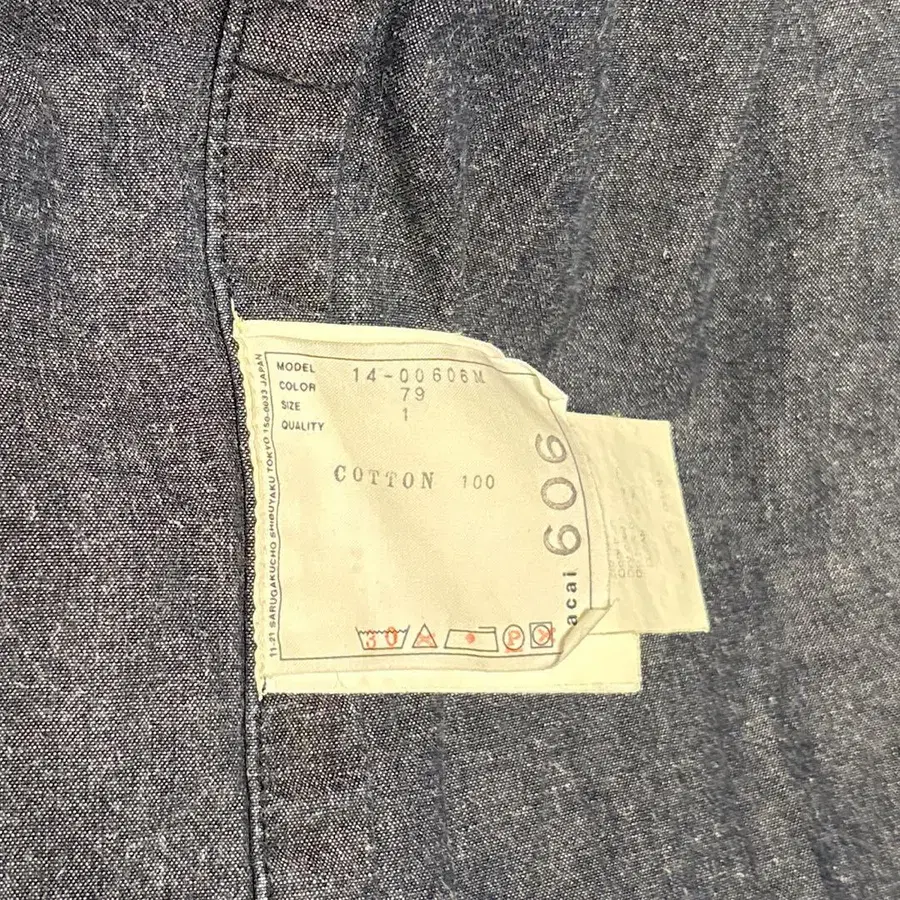 MODEL 14-00606M
COLOR 79
SIZE 1
QUALITY
COTTON 100
30
P
acai 606
11-21 SARUGAKUCHO SHIBUYAKU TOKYO 150-0033 JAPAN